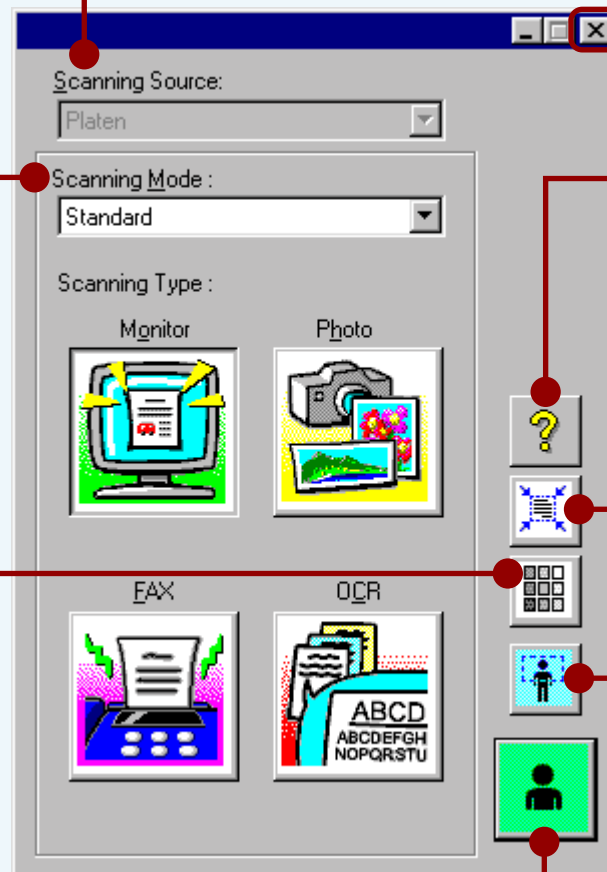 Scanning Source:
Platen
Scanning Mode :
Standard
Scanning Type :
Monitor Photo
FAX OCR
ABCD
ABCDEFGH
NOPQRSTU